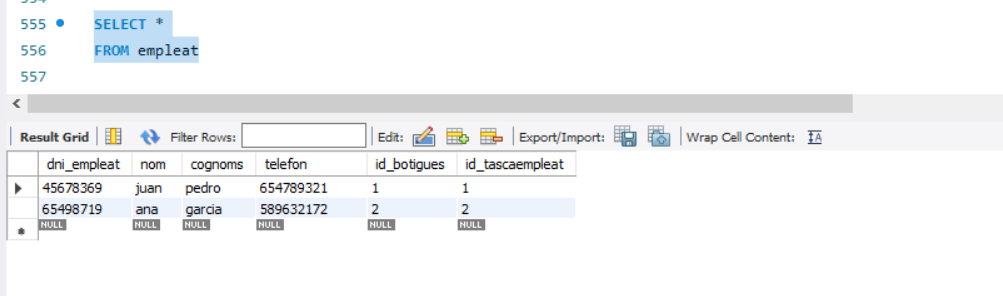 555 SELECT *
556 FROM empleat
557
Result Grid Filter Rows: Edit: Export/Import: Wrap Cell Content: IA
dni_empleat nom cognoms telefon id_botigues id_tascaempleat
45678369 juan pedro 654789321 1 1
65498719 ana garcia 589632172 2 2
NULL NULL NULL NULL NULL NULL